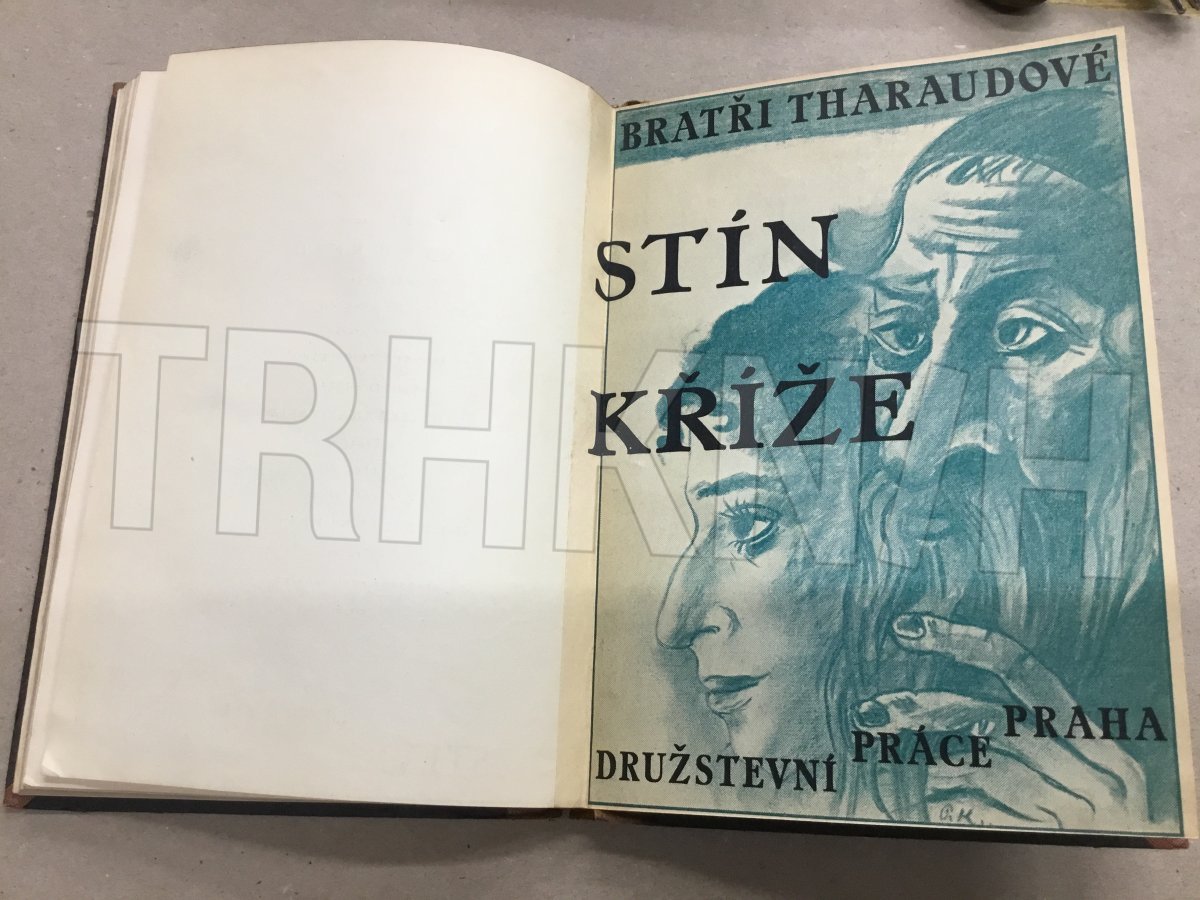 BRATŘI THARAUDOVÉ
STÍN
KŘÍŽE
TRHKNIH
DRUŽSTEVNÍ PRÁCE PRAHA